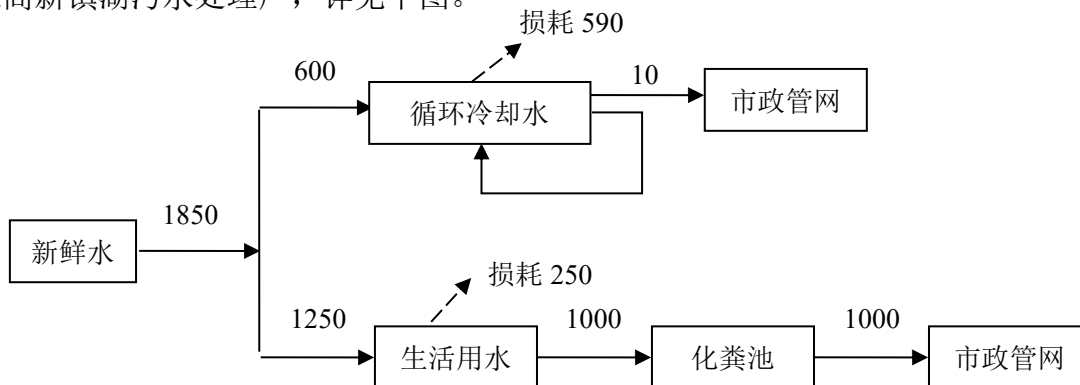 高新镇湖污水处理厂，详见下图。
损耗 590
600
10
循环冷却水
市政管网
1850
新鲜水
损耗 250
1250
1000
1000
生活用水
化粪池
市政管网